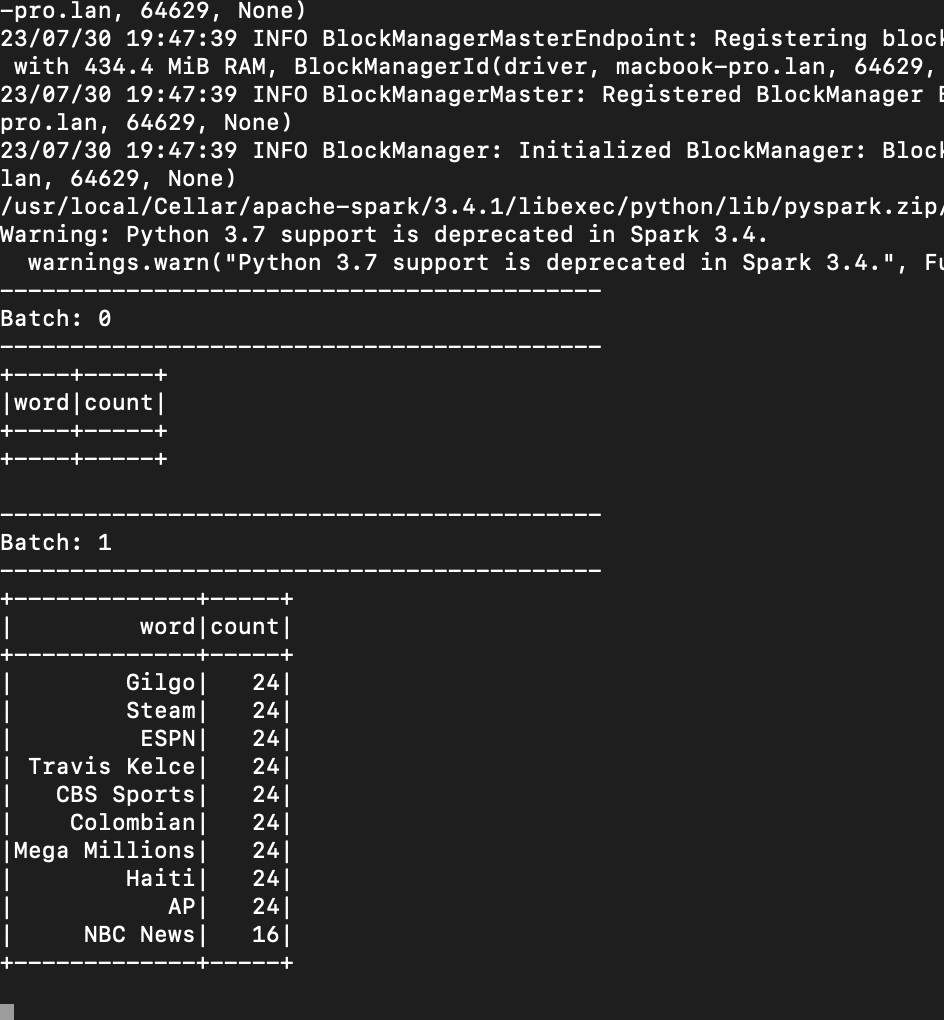 -pro.lan, 64629, None)
23/07/30 19:47:39 INFO BlockManagerMasterEndpoint: Registering block
 with 434.4 MiB RAM, BlockManagerId(driver, macbook-pro.lan, 64629,
23/07/30 19:47:39 INFO BlockManagerMaster: Registered BlockManager
pro.lan, 64629, None)
23/07/30 19:47:39 INFO BlockManager: Initialized BlockManager: Block
lan, 64629, None)
/usr/local/Cellar/apache-spark/3.4.1/libexec/python/lib/pyspark.zip/
Warning: Python 3.7 support is deprecated in Spark 3.4.
  warnings.warn("Python 3.7 support is deprecated in Spark 3.4.", Fu
-------------------------------------------
Batch: 0
-------------------------------------------
+----+-----+
|word|count|
+----+-----+
+----+-----+

-------------------------------------------
Batch: 1
-------------------------------------------
+-------------+-----+
|         word|count|
+-------------+-----+
|        Gilgo|   24|
|        Steam|   24|
|         ESPN|   24|
| Travis Kelce|   24|
|   CBS Sports|   24|
|    Colombian|   24|
|Mega Millions|   24|
|        Haiti|   24|
|           AP|   24|
|     NBC News|   16|
+-------------+-----+